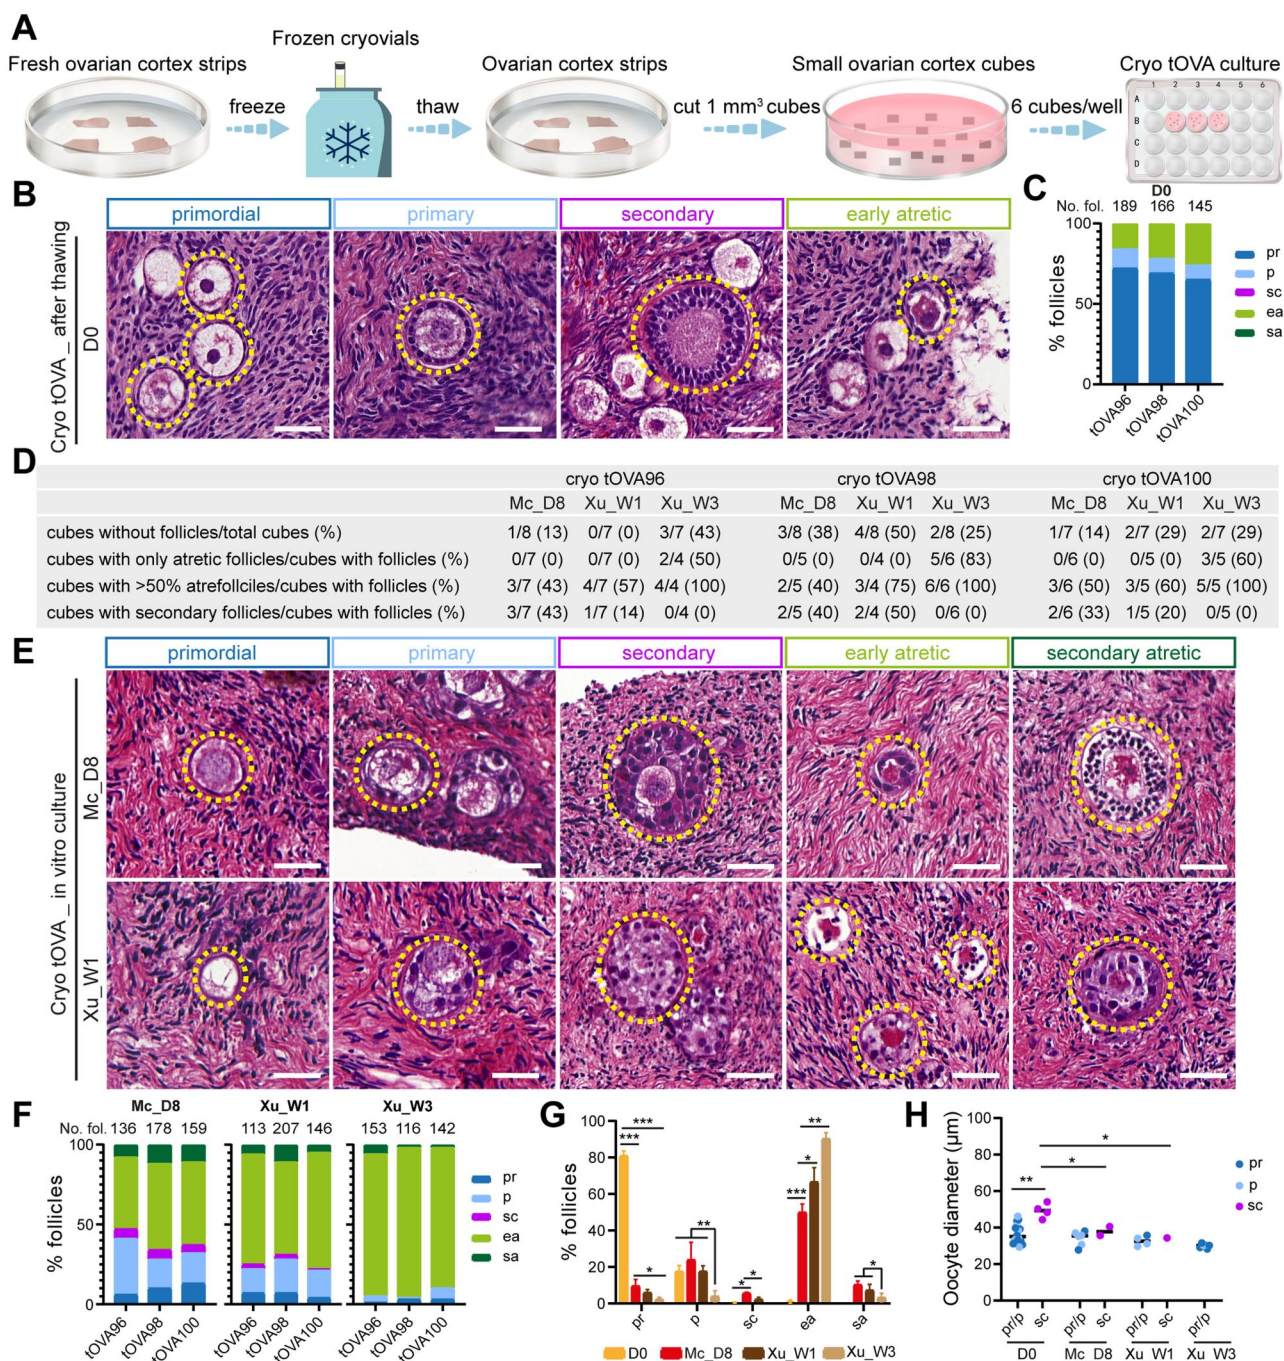 A
Fresh ovarian cortex strips
freeze
Frozen cryovials
thaw
Ovarian cortex strips
cut 1 mm³ cubes
Small ovarian cortex cubes
6 cubes/well
Cryo tOVA culture
1 2 3 4 5 6
A
B
C
D
B
primordial primary secondary early atretic
Cryo tOVA _ after thawing
D0
C
D0
No. fol. 189 166 145
% follicles
100
50
0
tOVA96 tOVA98 tOVA100
pr
p
sc
ea
sa
D
cryo tOVA96 cryo tOVA98 cryo tOVA100
Mc_D8 Xu_W1 Xu_W3 Mc_D8 Xu_W1 Xu_W3 Mc_D8 Xu_W1 Xu_W3
cubes without follicles/total cubes (%) 1/8 (13) 0/7 (0) 3/7 (43) 3/8 (38) 4/8 (50) 2/8 (25) 1/7 (14) 2/7 (29) 2/7 (29)
cubes with only atretic follicles/cubes with follicles (%) 0/7 (0) 0/7 (0) 2/4 (50) 0/5 (0) 0/4 (0) 5/6 (83) 0/6 (0) 0/5 (0) 3/5 (60)
cubes with >50% atrefollciles/cubes with follicles (%) 3/7 (43) 4/7 (57) 4/4 (100) 2/5 (40) 3/4 (75) 6/6 (100) 3/6 (50) 3/5 (60) 5/5 (100)
cubes with secondary follicles/cubes with follicles (%) 3/7 (43) 1/7 (14) 0/4 (0) 2/5 (40) 2/4 (50) 0/6 (0) 2/6 (33) 1/5 (20) 0/5 (0)
E
primordial primary secondary early atretic secondary atretic
Cryo tOVA _ in vitro culture
Mc_D8
Xu_W1
F
Mc_D8 Xu_W1 Xu_W3
No. fol. 136 178 159 113 207 146 153 116 142
% follicles
100
50
0
tOVA96 tOVA98 tOVA100 tOVA96 tOVA98 tOVA100 tOVA96 tOVA98 tOVA100
pr
p
sc
ea
sa
G
% follicles
100
80
60
40
20
0
***
***
*
**
* *
***
*
**
*
pr p sc ea sa
D0 Mc_D8 Xu_W1 Xu_W3
H
Oocyte diameter (µm)
100
80
60
40
20
0
**
*
*
pr/p sc pr/p sc pr/p sc pr/p
D0 Mc D8 Xu W1 Xu W3
pr
p
sc